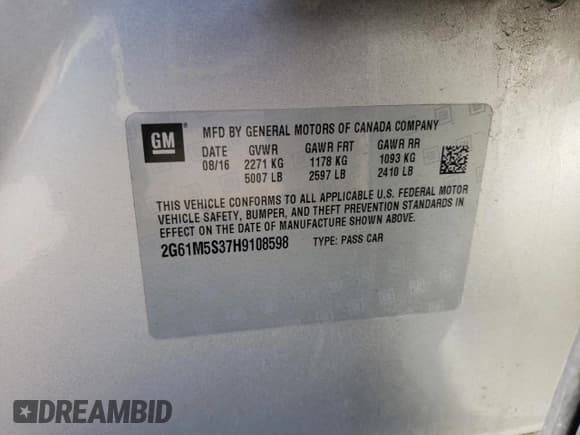 GM
MFD BY GENERAL MOTORS OF CANADA COMPANY
DATE GVWR GAWR FRT GAWR RR
08/16 2271 KG 1178 KG 1093 KG
5007 LB 2597 LB 2410 LB
THIS VEHICLE CONFORMS TO ALL APPLICABLE U.S. FEDERAL MOTOR
VEHICLE SAFETY, BUMPER, AND THEFT PREVENTION STANDARDS IN
EFFECT ON THE DATE OF MANUFACTURE SHOWN ABOVE.
2G61M5S37H9108598 TYPE: PASS CAR
DREAMBID